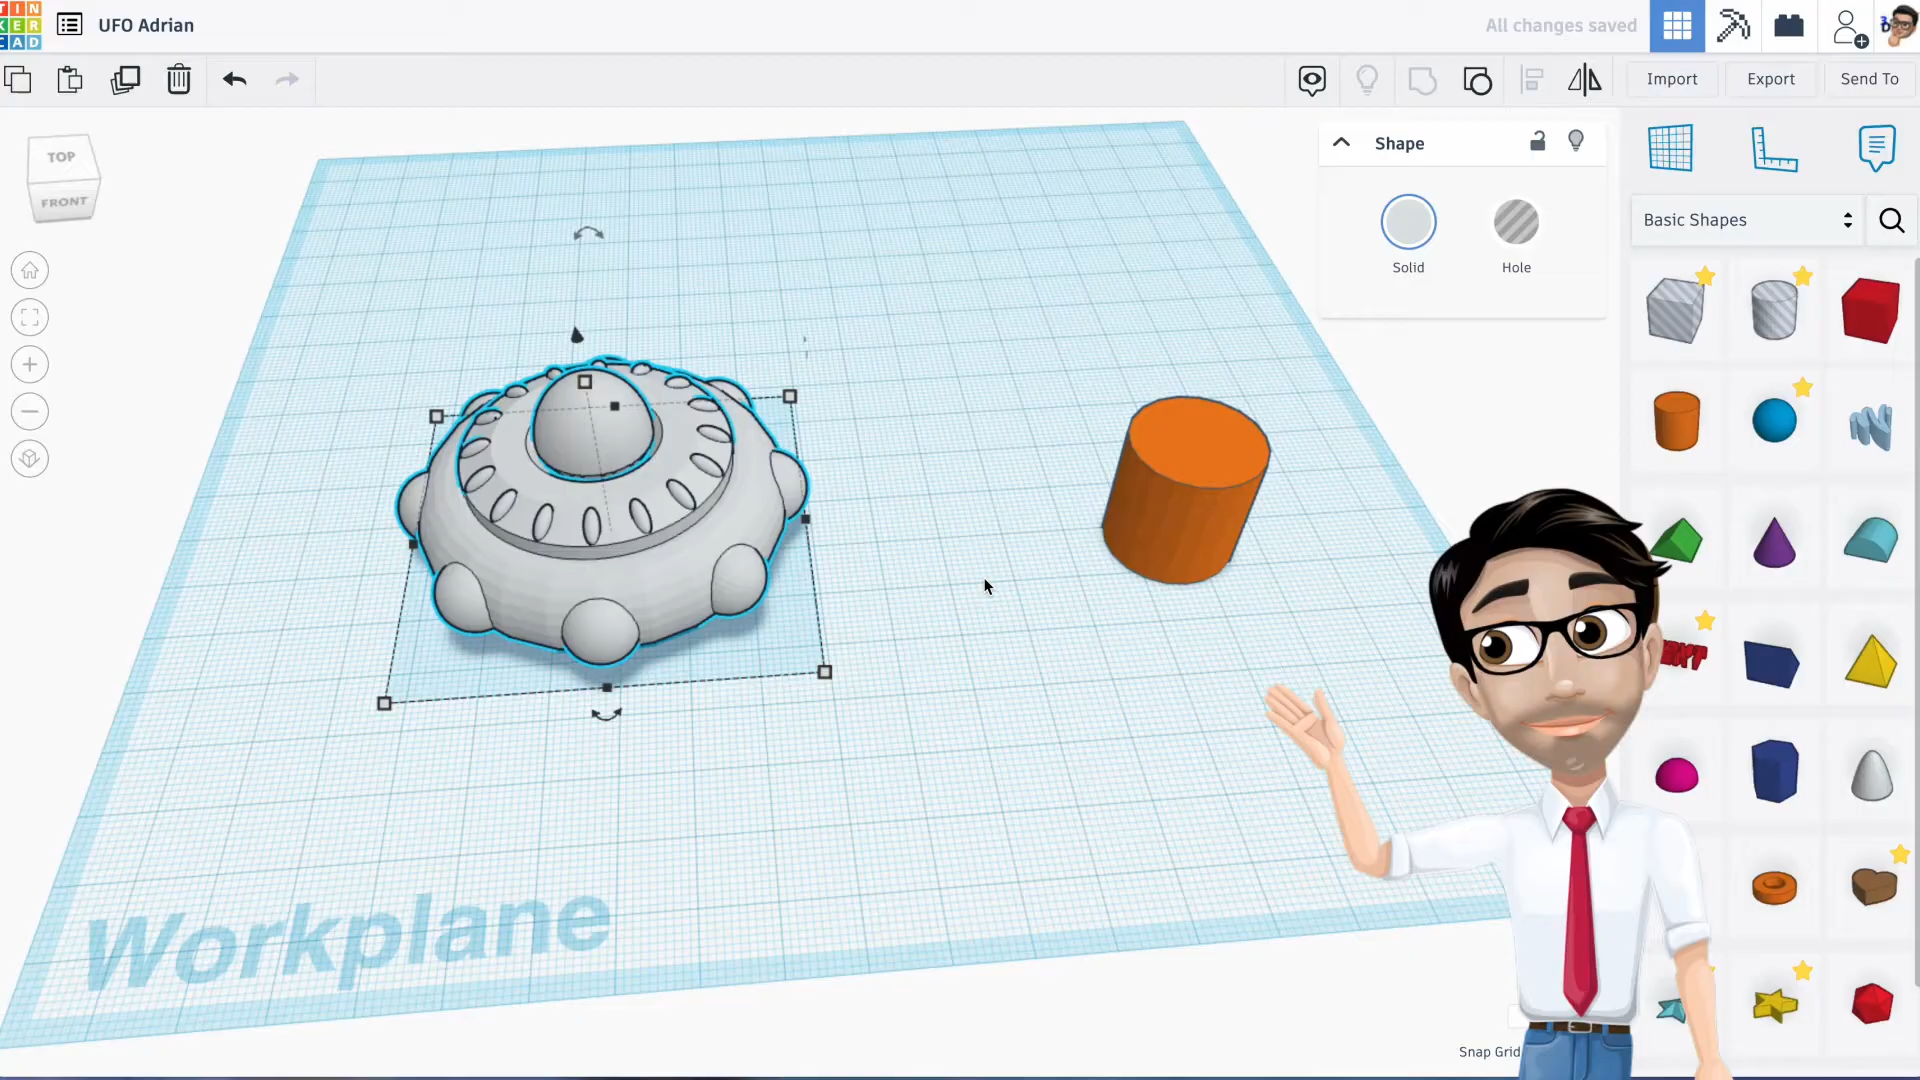 TIN
KER
CAD
UFO Adrian
All changes saved
Import
Export
Send To
TOP
FRONT
Shape
Solid
Hole
Basic Shapes
Workplane
Snap Grid